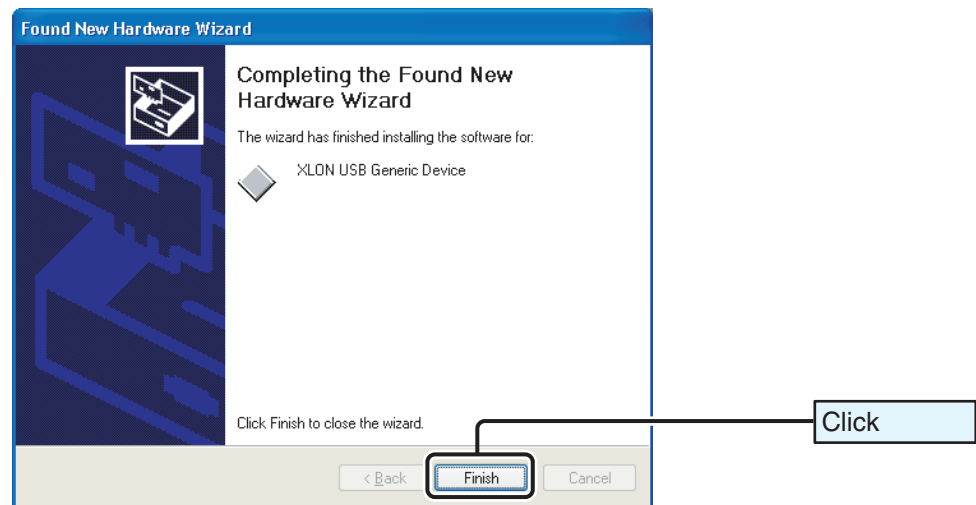 Found New Hardware Wizard
Completing the Found New
Hardware Wizard
The wizard has finished installing the software for:
XLON USB Generic Device
Click Finish to close the wizard.
Click
< Back
Finish
Cancel